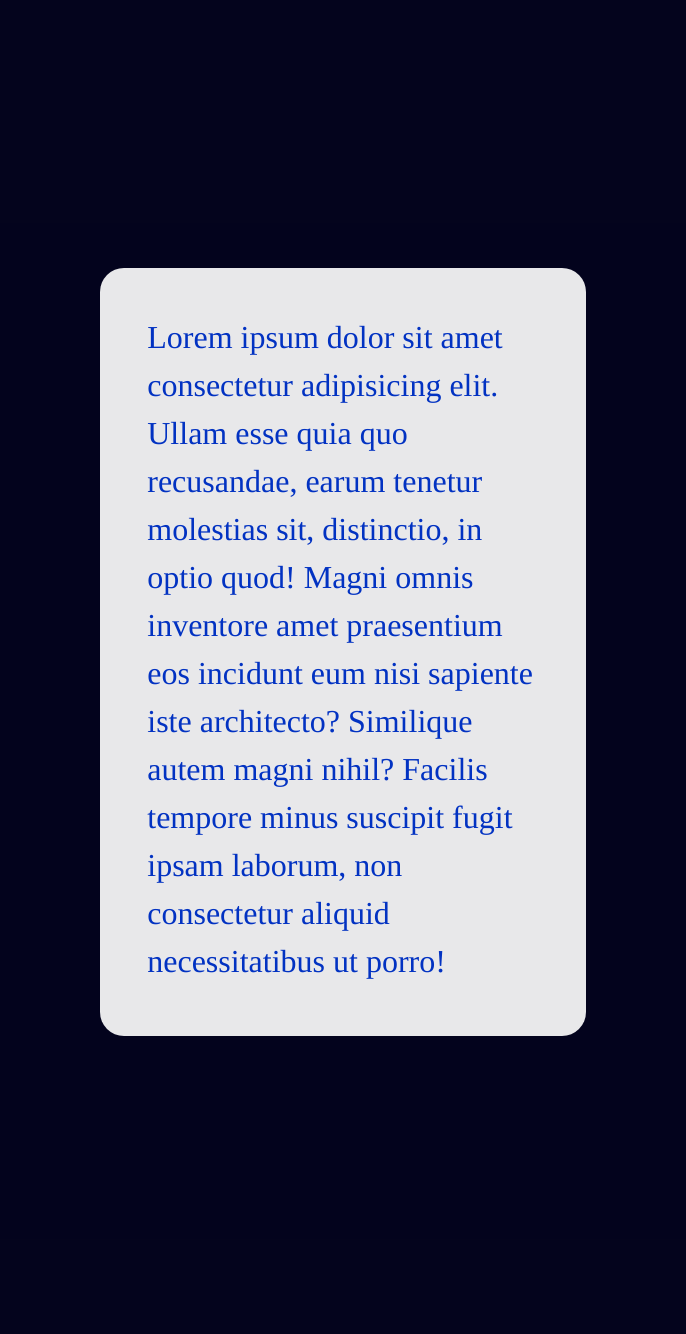 Lorem ipsum dolor sit amet
consectetur adipisicing elit.
Ullam esse quia quo
recusandae, earum tenetur
molestias sit, distinctio, in
optio quod! Magni omnis
inventore amet praesentium
eos incidunt eum nisi sapiente
iste architecto? Similique
autem magni nihil? Facilis
tempore minus suscipit fugit
ipsam laborum, non
consectetur aliquid
necessitatibus ut porro!